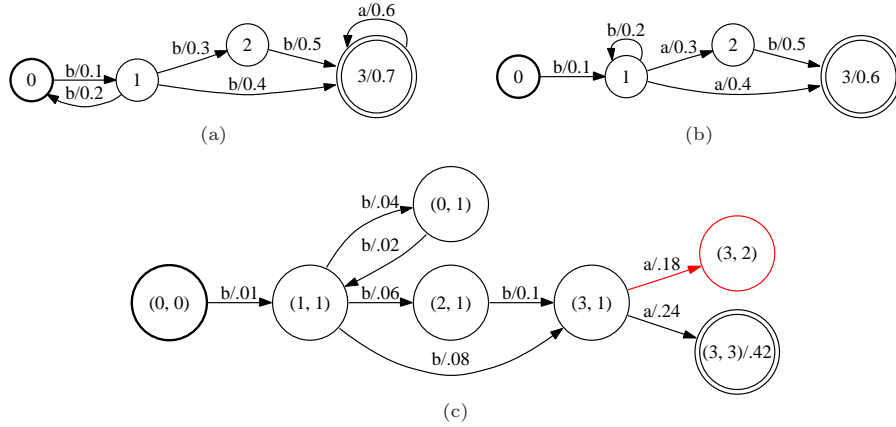 a/0.6
b/0.3
2
b/0.5
0
b/0.1
1
b/0.2
b/0.4
3/0.7
(a)
b/0.2
a/0.3
2
b/0.5
0
b/0.1
1
a/0.4
3/0.6
(b)
b/.04
(0, 1)
b/.02
a/.18
(3, 2)
(0, 0)
b/.01
(1, 1)
b/.06
(2, 1)
b/0.1
(3, 1)
a/.24
b/.08
(3, 3)/.42
(c)